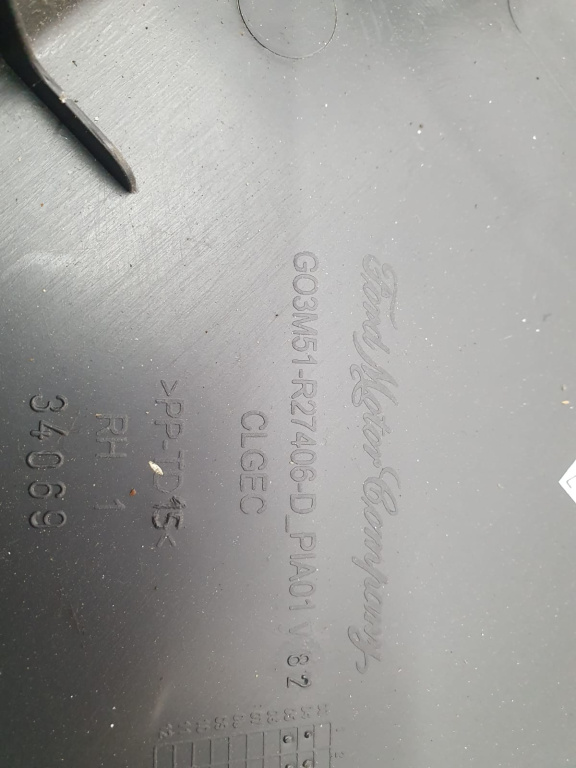 Ford Motor Company
G03M51-R27406-D_PIA01 V 82
CLGEC
>PP-TD15<
RH 1
34069